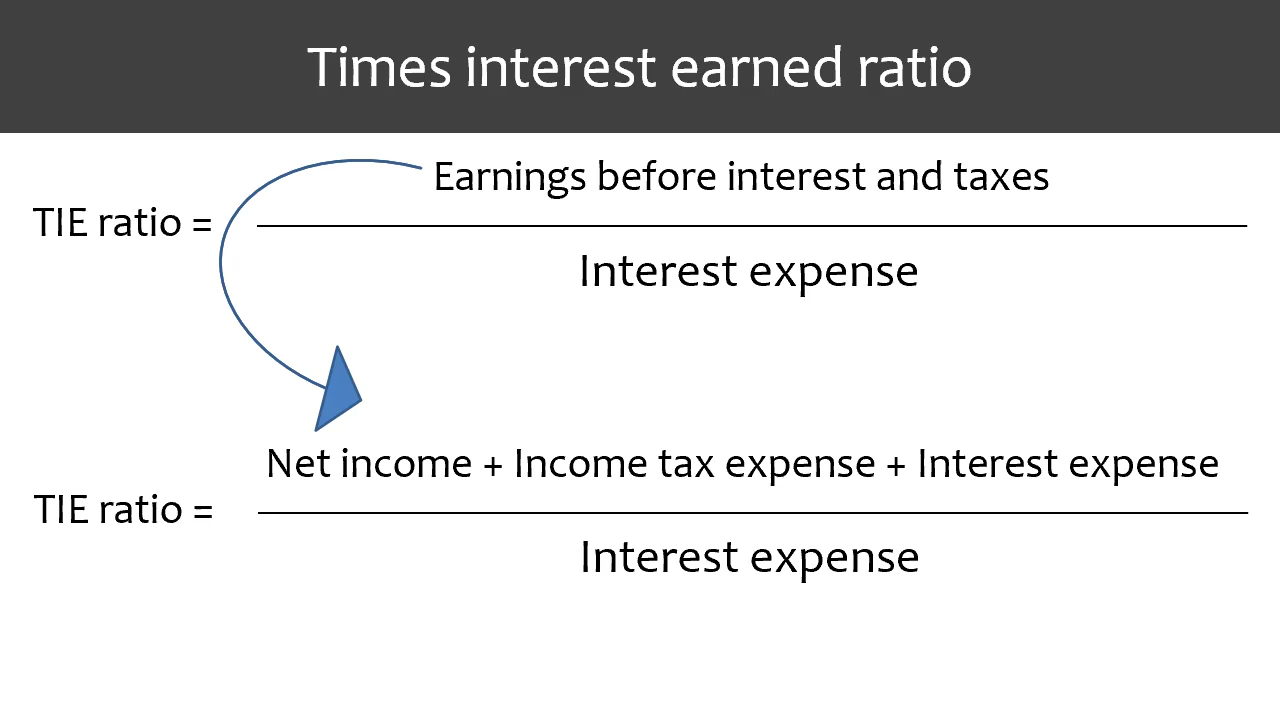 Times interest earned ratio
Earnings before interest and taxes
TIE ratio =
Interest expense
Net income + Income tax expense + Interest expense
TIE ratio =
Interest expense